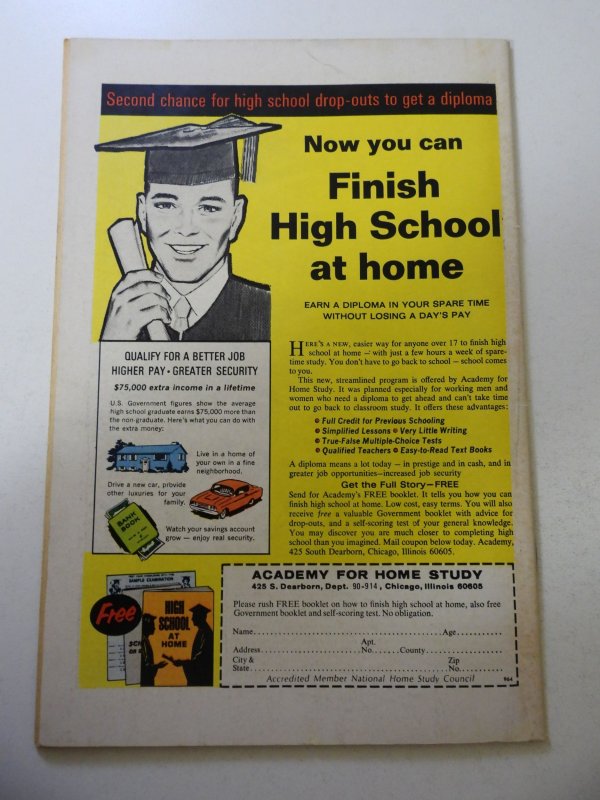 Second chance for high school drop-outs to get a diploma
Now you can
Finish
High School
at home
EARN A DIPLOMA IN YOUR SPARE TIME
WITHOUT LOSING A DAY'S PAY
QUALIFY FOR A BETTER JOB
HIGHER PAY • GREATER SECURITY
$75,000 extra income in a lifetime
U.S. Government figures show the average
high school graduate earns $75,000 more than
the non-graduate. Here's what you can do with
the extra money:
Live in a home of
your own in a fine
neighborhood.
Drive a new car, provide
other luxuries for your
family.
BANK
BOOK
Watch your savings account
grow — enjoy real security.
HERE'S A NEW, easier way for anyone over 17 to finish high
school at home — with just a few hours a week of spare-
time study. You don't have to go back to school — school comes
to you.
This new, streamlined program is offered by Academy for
Home Study. It was planned especially for working men and
women who need a diploma to get ahead and can't take time
out to go back to classroom study. It offers these advantages:
• Full Credit for Previous Schooling
• Simplified Lessons • Very Little Writing
• True-False Multiple-Choice Tests
• Qualified Teachers • Easy-to-Read Text Books
A diploma means a lot today — in prestige and in cash, and in
greater job opportunities—increased job security
Get the Full Story—FREE
Send for Academy's FREE booklet. It tells you how you can
finish high school at home. Low cost, easy terms. You will also
receive free a valuable Government booklet with advice for
drop-outs, and a self-scoring test of your general knowledge.
You may discover you are much closer to completing high
school than you imagined. Mail coupon below today. Academy,
425 South Dearborn, Chicago, Illinois 60605.
Free
SAMPLE EXAMINATION
HIGH
SCHOOL
AT
HOME
ACADEMY FOR HOME STUDY
425 S. Dearborn, Dept. 90-914, Chicago, Illinois 60605
Please rush FREE booklet on how to finish high school at home, also free
Government booklet and self-scoring test. No obligation.
Name.......... Age..........
Address.......... Apt. No....... County..........
City & State.......... Zip No..........
Accredited Member National Home Study Council
964